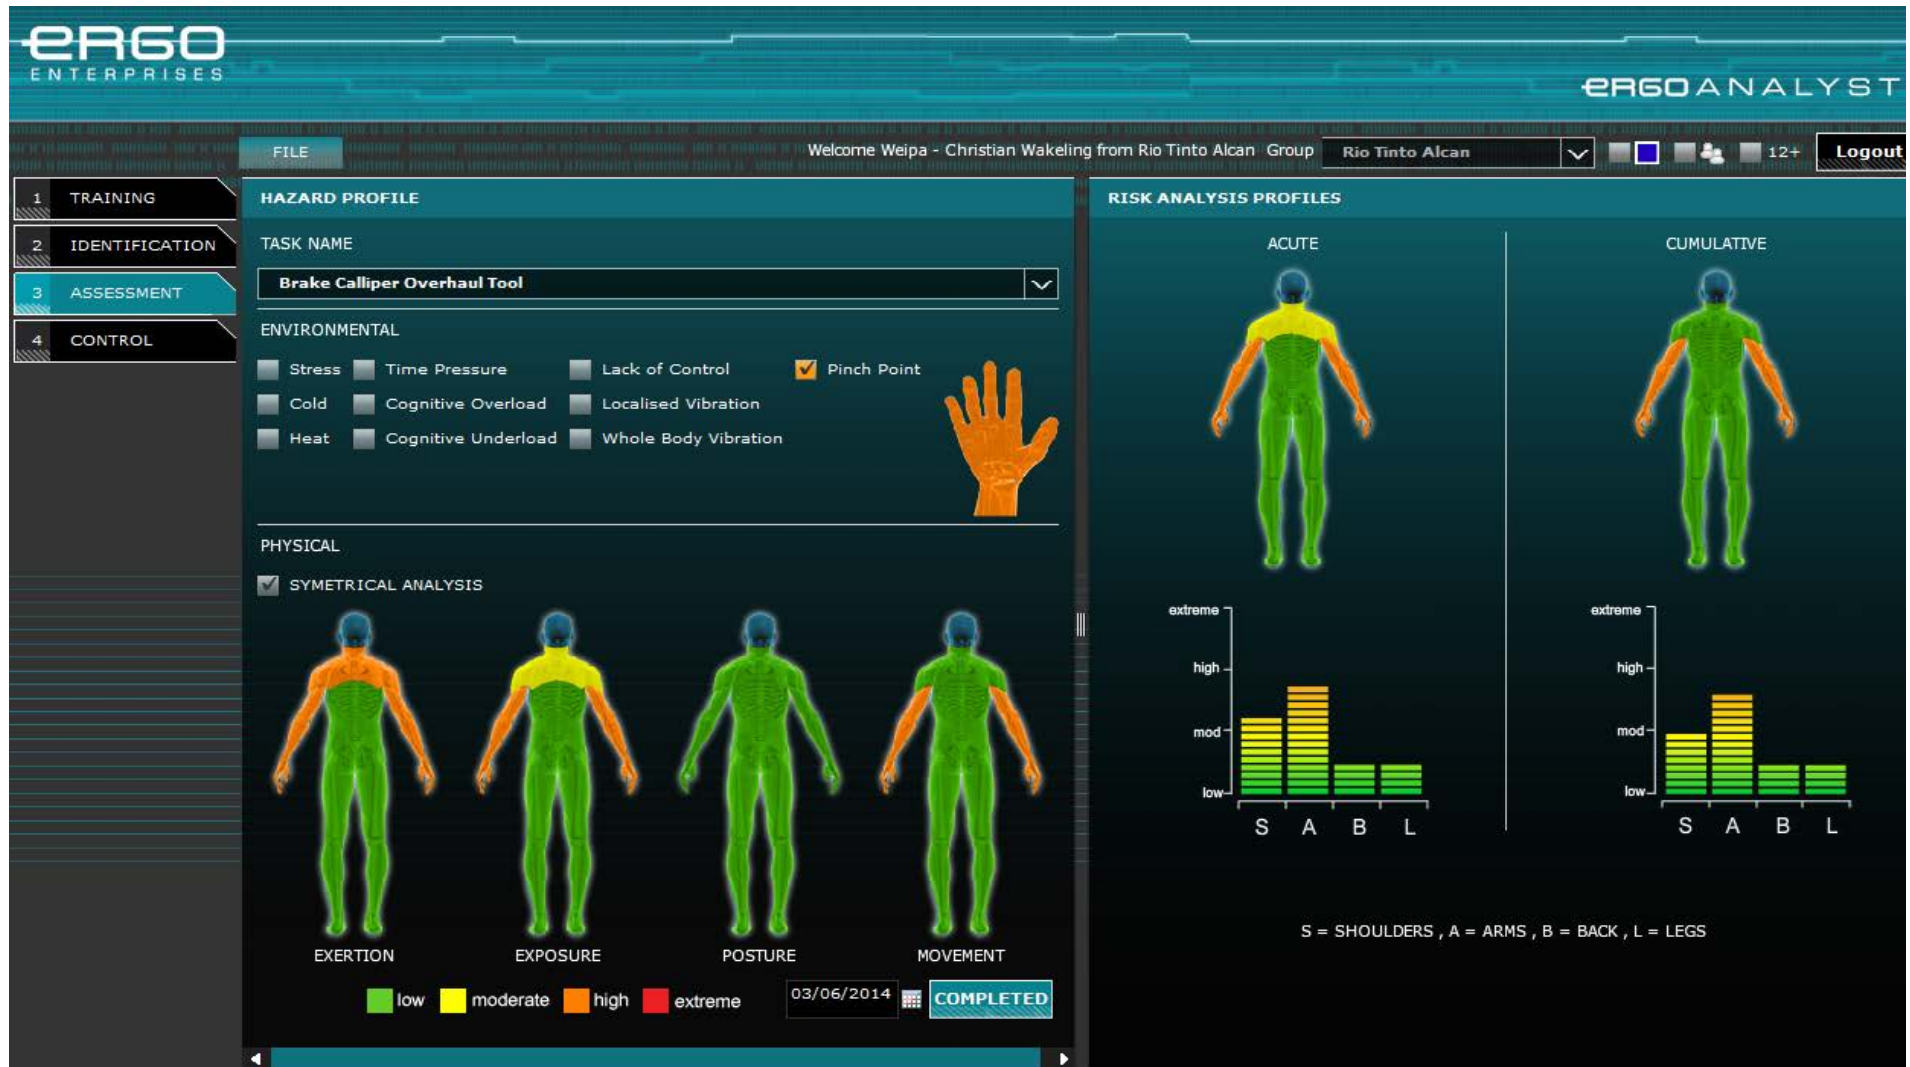 eRGO
ENTERPRISES
eRGOANALYST
FILE
Welcome Weipa - Christian Wakeling from Rio Tinto Alcan Group
Rio Tinto Alcan
12+
Logout
1 TRAINING
2 IDENTIFICATION
3 ASSESSMENT
4 CONTROL
HAZARD PROFILE
TASK NAME
Brake Calliper Overhaul Tool
ENVIRONMENTAL
Stress Time Pressure Lack of Control Pinch Point
Cold Cognitive Overload Localised Vibration
Heat Cognitive Underload Whole Body Vibration
PHYSICAL
SYMETRICAL ANALYSIS
EXERTION EXPOSURE POSTURE MOVEMENT
low moderate high extreme
03/06/2014
COMPLETED
RISK ANALYSIS PROFILES
ACUTE
extreme
high
mod
low
S A B L
CUMULATIVE
extreme
high
mod
low
S A B L
S = SHOULDERS , A = ARMS , B = BACK , L = LEGS